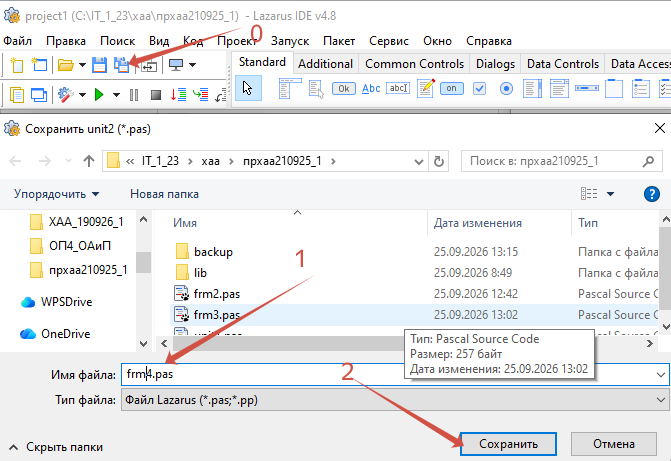 project1 (C:\IT_1_23\xaa\прхаа210925_1) - Lazarus IDE v4.8
Файл Правка Поиск Вид Код Проект Запуск Пакет Сервис Окно Справка
0
Standard Additional Common Controls Dialogs Data Controls Data Access
Ok Abc abcI on
Сохранить unit2 (*.pas)
« IT_1_23 › xaa › прхаа210925_1 ›
Поиск в: прхаа210925_1
Упорядочить Новая папка
Имя Дата изменения Тип
ХАА_190926_1
ОП4_ОАиП
прхаа210925_1
WPSDrive
OneDrive
backup 25.09.2026 13:15 Папка с файла
lib 25.09.2026 8:49 Папка с файла
frm2.pas 25.09.2026 12:42 Pascal Source C
frm3.pas 25.09.2026 13:02 Pascal Source C
1
Тип: Pascal Source Code
Размер: 257 байт
Дата изменения: 25.09.2026 13:02
Имя файла: frm4.pas
2
Тип файла: Файл Lazarus (*.pas;*.pp)
Скрыть папки
Сохранить Отмена